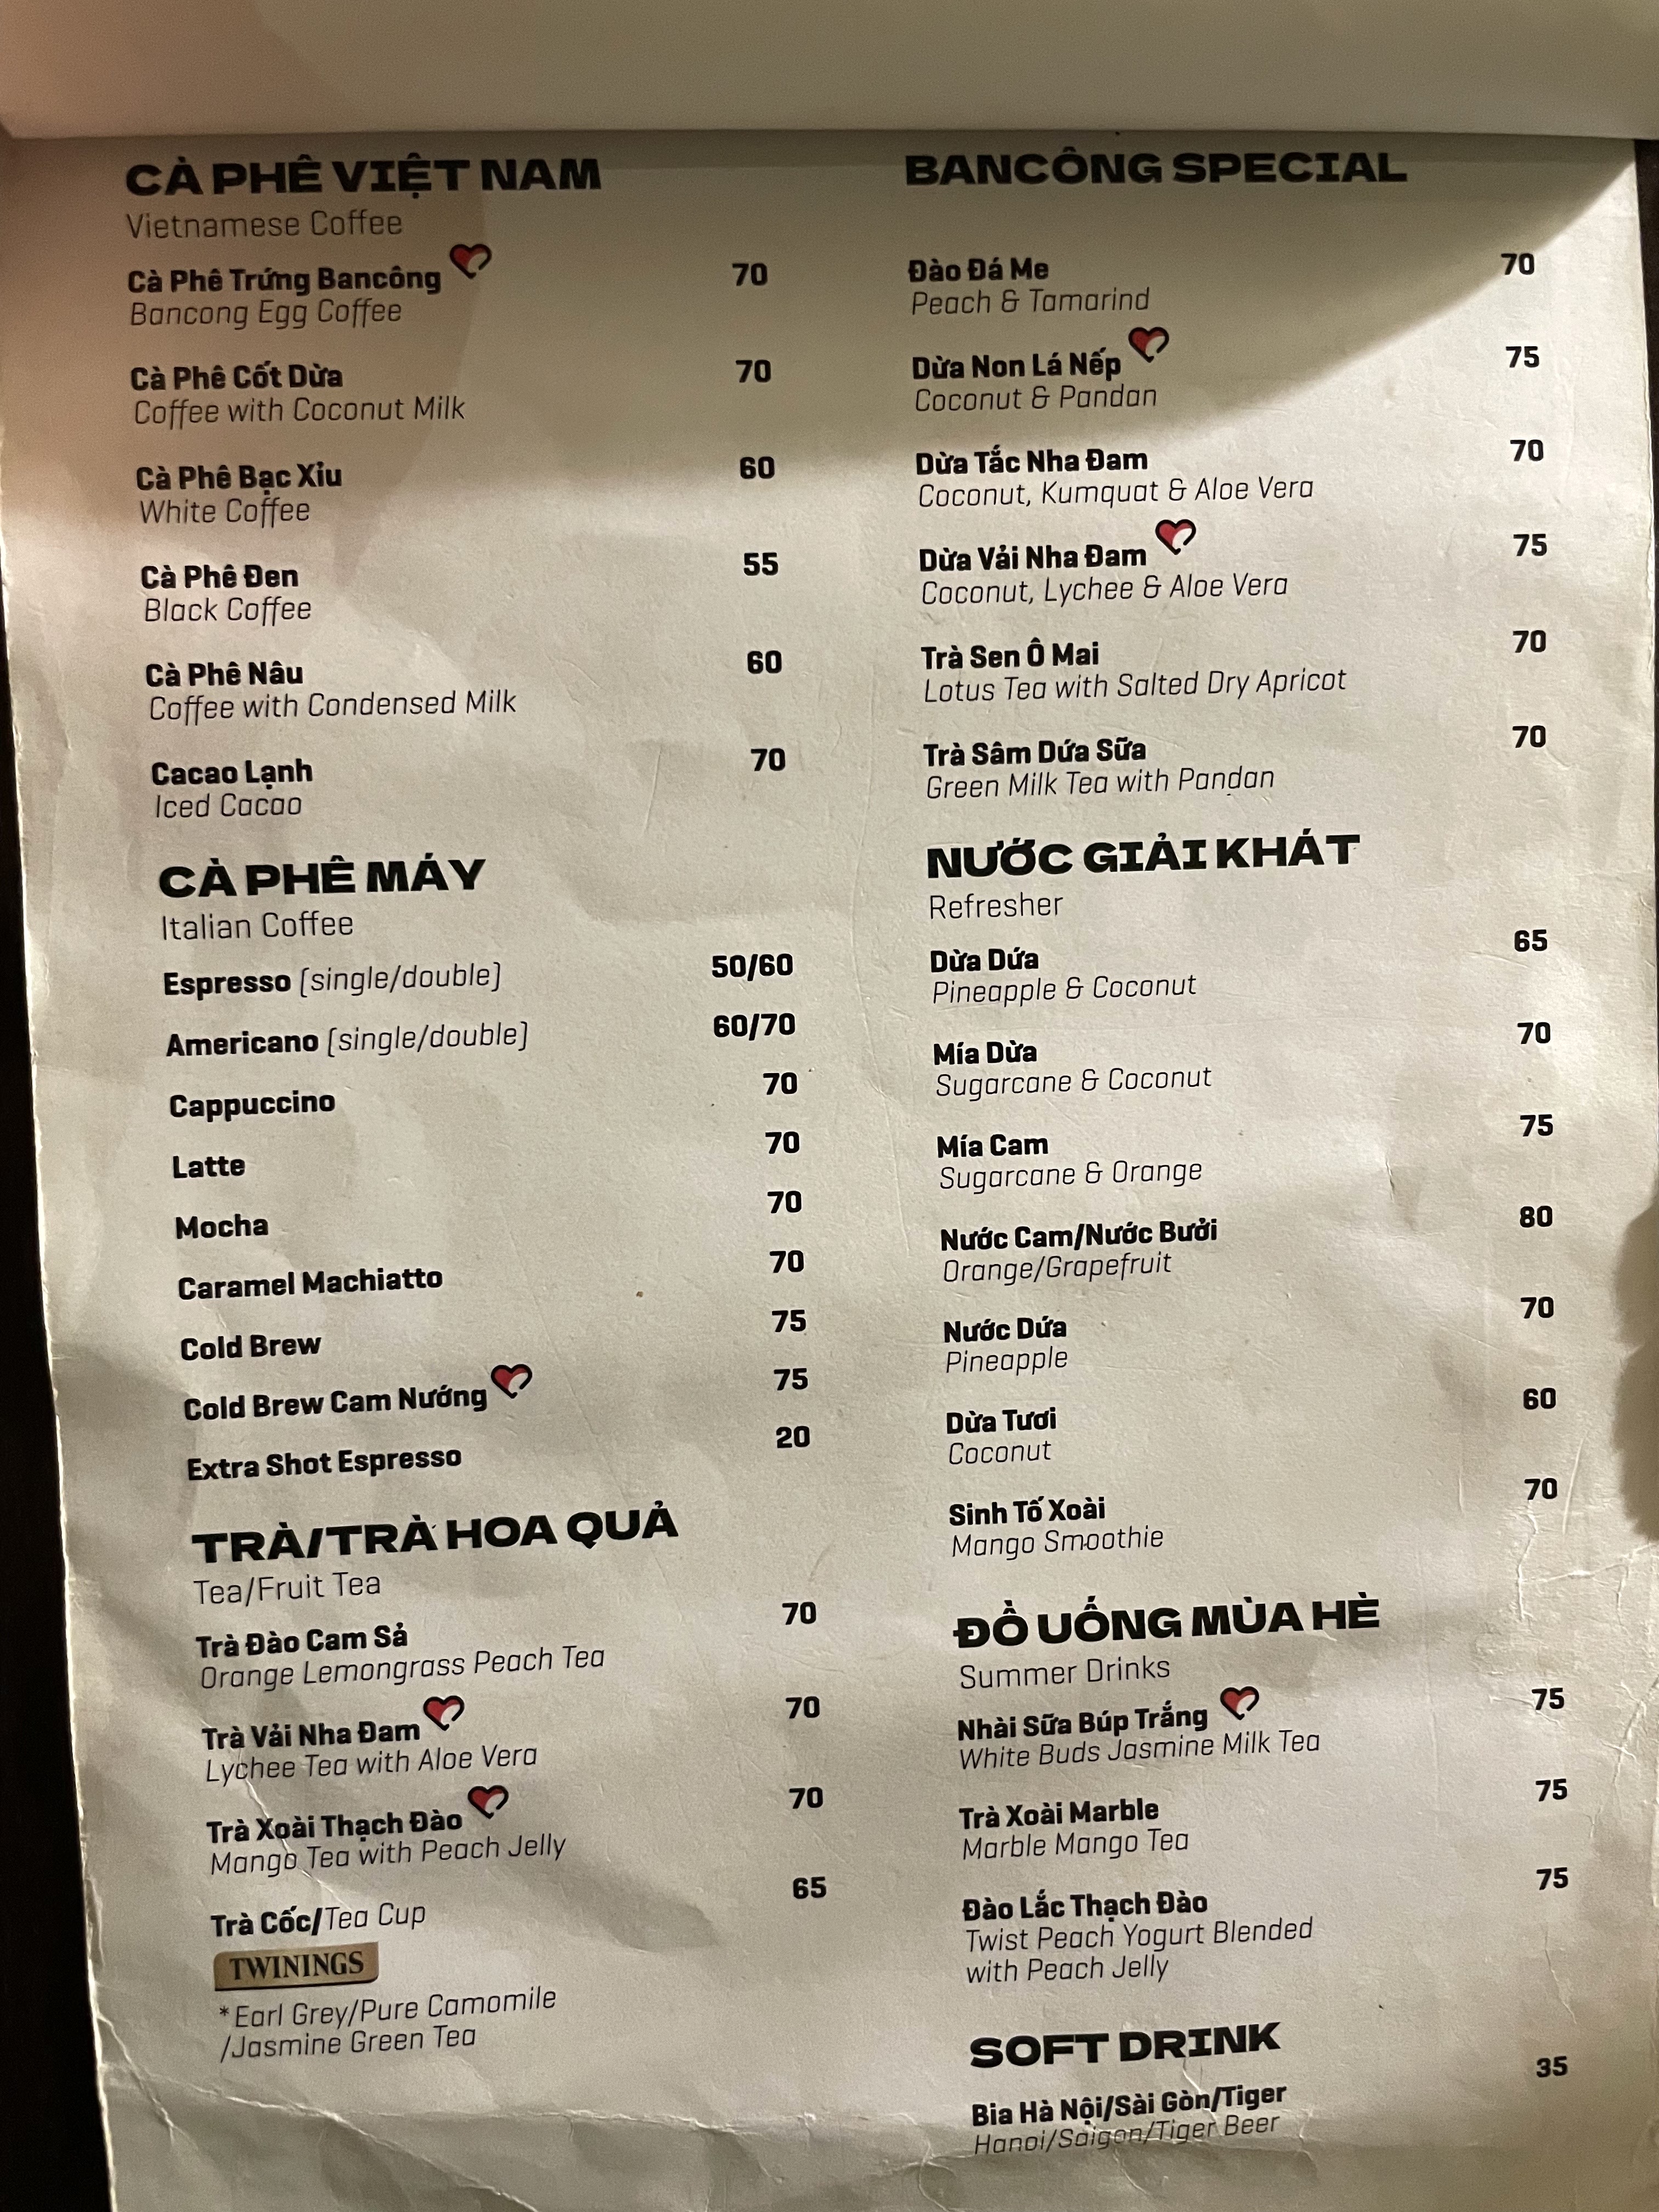 CÀ PHÊ VIỆT NAM
Vietnamese Coffee
Cà Phê Trứng Bancông 70
Bancong Egg Coffee
Cà Phê Cốt Dừa 70
Coffee with Coconut Milk
Cà Phê Bạc Xỉu 60
White Coffee
Cà Phê Đen 55
Black Coffee
Cà Phê Nâu 60
Coffee with Condensed Milk
Cacao Lạnh 70
Iced Cacao
CÀ PHÊ MÁY
Italian Coffee
Espresso (single/double) 50/60
Americano (single/double) 60/70
Cappuccino 70
Latte 70
Mocha 70
Caramel Machiatto 70
Cold Brew 75
Cold Brew Cam Nướng 75
Extra Shot Espresso 20
TRÀ/TRÀ HOA QUẢ
Tea/Fruit Tea
Trà Đào Cam Sả 70
Orange Lemongrass Peach Tea
Trà Vải Nha Đam 70
Lychee Tea with Aloe Vera
Trà Xoài Thạch Đào 70
Mango Tea with Peach Jelly
Trà Cốc/Tea Cup 65
TWININGS
*Earl Grey/Pure Camomile
/Jasmine Green Tea
BANCÔNG SPECIAL
Đào Đá Me 70
Peach & Tamarind
Dừa Non Lá Nếp 75
Coconut & Pandan
Dừa Tắc Nha Đam 70
Coconut, Kumquat & Aloe Vera
Dừa Vải Nha Đam 75
Coconut, Lychee & Aloe Vera
Trà Sen Ô Mai 70
Lotus Tea with Salted Dry Apricot
Trà Sâm Dứa Sữa 70
Green Milk Tea with Pandan
NƯỚC GIẢI KHÁT
Refresher
Dừa Dứa 65
Pineapple & Coconut
Mía Dừa 70
Sugarcane & Coconut
Mía Cam 75
Sugarcane & Orange
Nước Cam/Nước Bưởi 80
Orange/Grapefruit
Nước Dứa 70
Pineapple
Dừa Tươi 60
Coconut
Sinh Tố Xoài 70
Mango Smoothie
ĐỒ UỐNG MÙA HÈ
Summer Drinks
Nhài Sữa Búp Trắng 75
White Buds Jasmine Milk Tea
Trà Xoài Marble 75
Marble Mango Tea
Đào Lắc Thạch Đào 75
Twist Peach Yogurt Blended
with Peach Jelly
SOFT DRINK
Bia Hà Nội/Sài Gòn/Tiger 35
Hanoi/Saigon/Tiger Beer